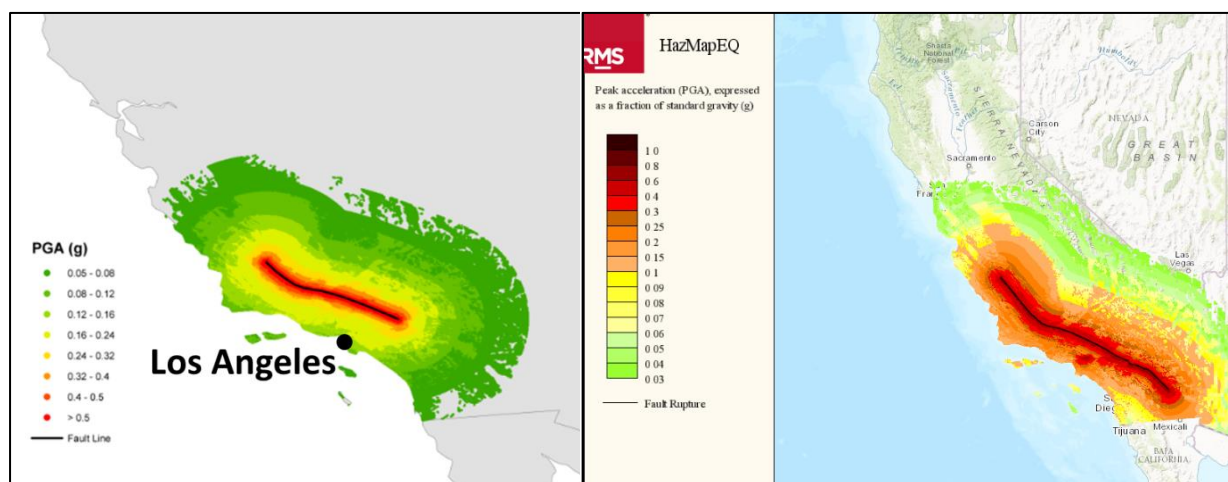 PGA (g)
0.05 - 0.08
0.08 - 0.12
0.12 - 0.16
0.16 - 0.24
0.24 - 0.32
0.32 - 0.4
0.4 - 0.5
> 0.5
Fault Line
Los Angeles
RMS
HazMapEQ
Peak acceleration (PGA), expressed
as a fraction of standard gravity (g)
1 0
0 8
0 6
0 4
0 3
0 25
0 2
0 15
0 1
0 09
0 08
0 07
0 06
0 05
0 04
0 03
Fault Rupture
Shasta
National
Forest
Sacramento
Feather
Humboldt
SIERRA NEVADA
Carson
City
NEVADA
GREAT
BASIN
Sacramento
San
Fran
Las
Vegas
Diego
Mexicali
Tijuana
BAJA
CALIFORNIA